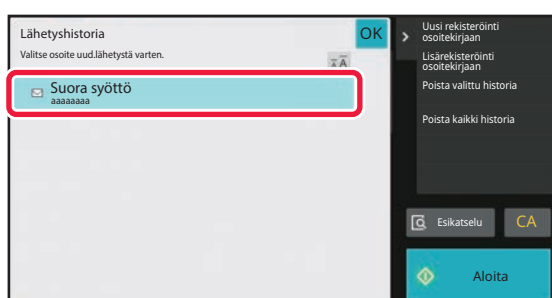 Lähetyshistoria
OK
Valitse osoite uud.lähetystä varten.
Suora syöttö
aaaaaaaa
Uusi rekisteröinti
osoitekirjaan
Lisärekisteröinti
osoitekirjaan
Poista valittu historia
Poista kaikki historia
Esikatselu
CA
Aloita